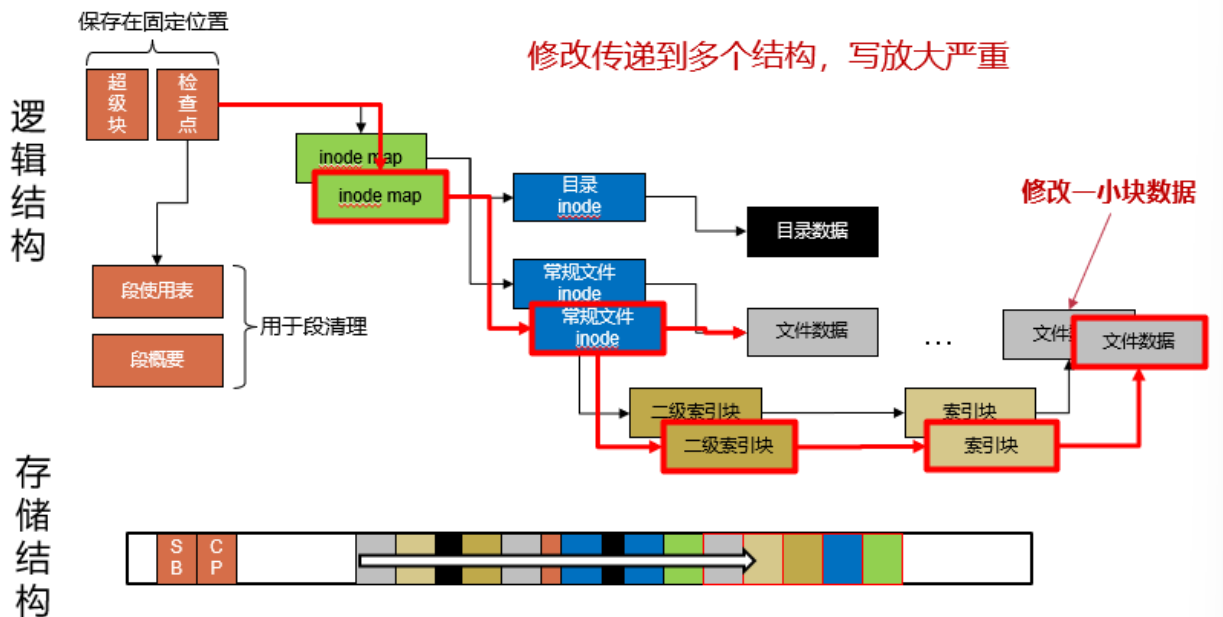 保存在固定位置
修改传递到多个结构，写放大严重
逻辑结构
超级块
检查点
inode map
inode map
目录
inode
目录数据
修改一小块数据
常规文件
inode
常规文件
inode
文件数据
...
文件
文件数据
段使用表
段概要
用于段清理
二级索引块
二级索引块
索引块
索引块
存储结构
SB
CP